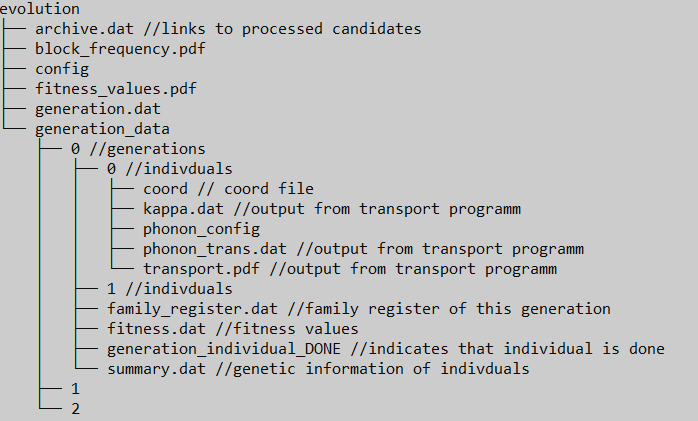 evolution
├── archive.dat //links to processed candidates
├── block_frequency.pdf
├── config
├── fitness_values.pdf
├── generation.dat
└── generation_data
    ├── 0 //generations
    │   ├── 0 //indivduals
    │   │   ├── coord // coord file
    │   │   ├── kappa.dat //output from transport programm
    │   │   ├── phonon_config
    │   │   ├── phonon_trans.dat //output from transport programm
    │   │   └── transport.pdf //output from transport programm
    │   ├── 1 //indivduals
    │   ├── family_register.dat //family register of this generation
    │   ├── fitness.dat //fitness values
    │   ├── generation_individual_DONE //indicates that individual is done
    │   └── summary.dat //genetic information of indivduals
    ├── 1
    └── 2